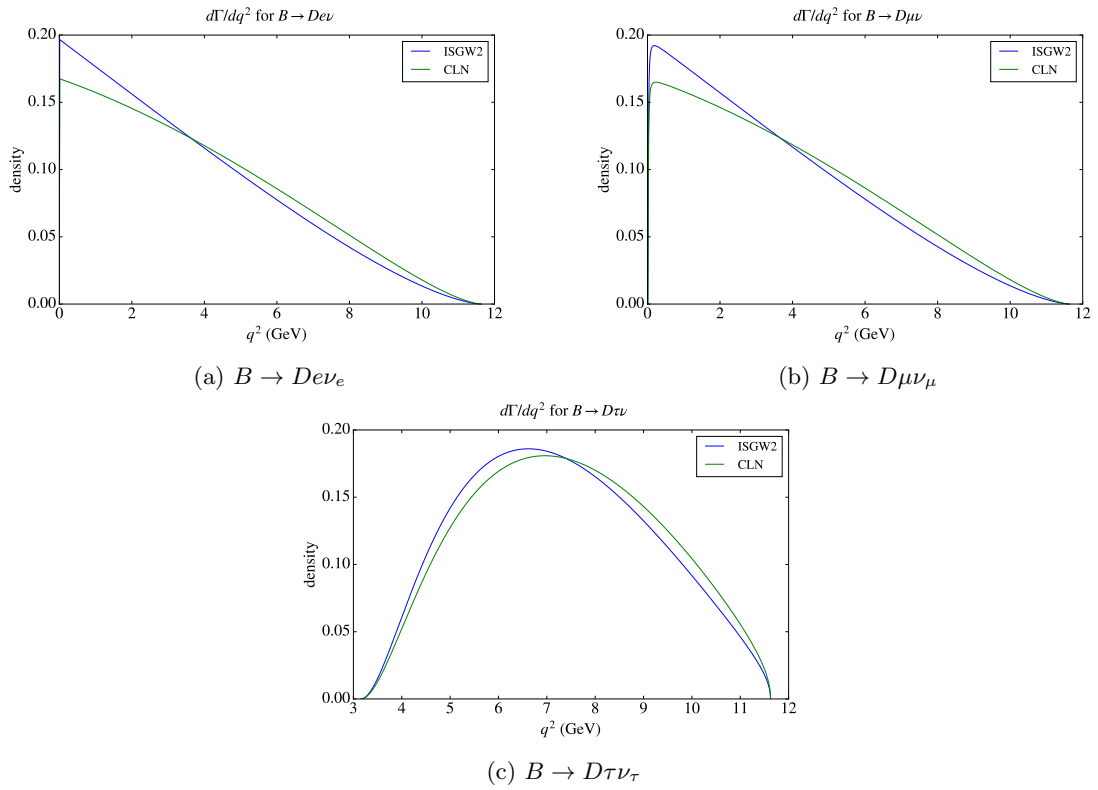 dΓ/dq² for B → Deν
density
0.20
0.15
0.10
0.05
0.00
ISGW2
CLN
0 2 4 6 8 10 12
q² (GeV)
(a) B → Deνₑ
dΓ/dq² for B → Dμν
density
0.20
0.15
0.10
0.05
0.00
ISGW2
CLN
0 2 4 6 8 10 12
q² (GeV)
(b) B → Dμν_μ
dΓ/dq² for B → Dτν
density
0.20
0.15
0.10
0.05
0.00
ISGW2
CLN
3 4 5 6 7 8 9 10 11 12
q² (GeV)
(c) B → Dτν_τ